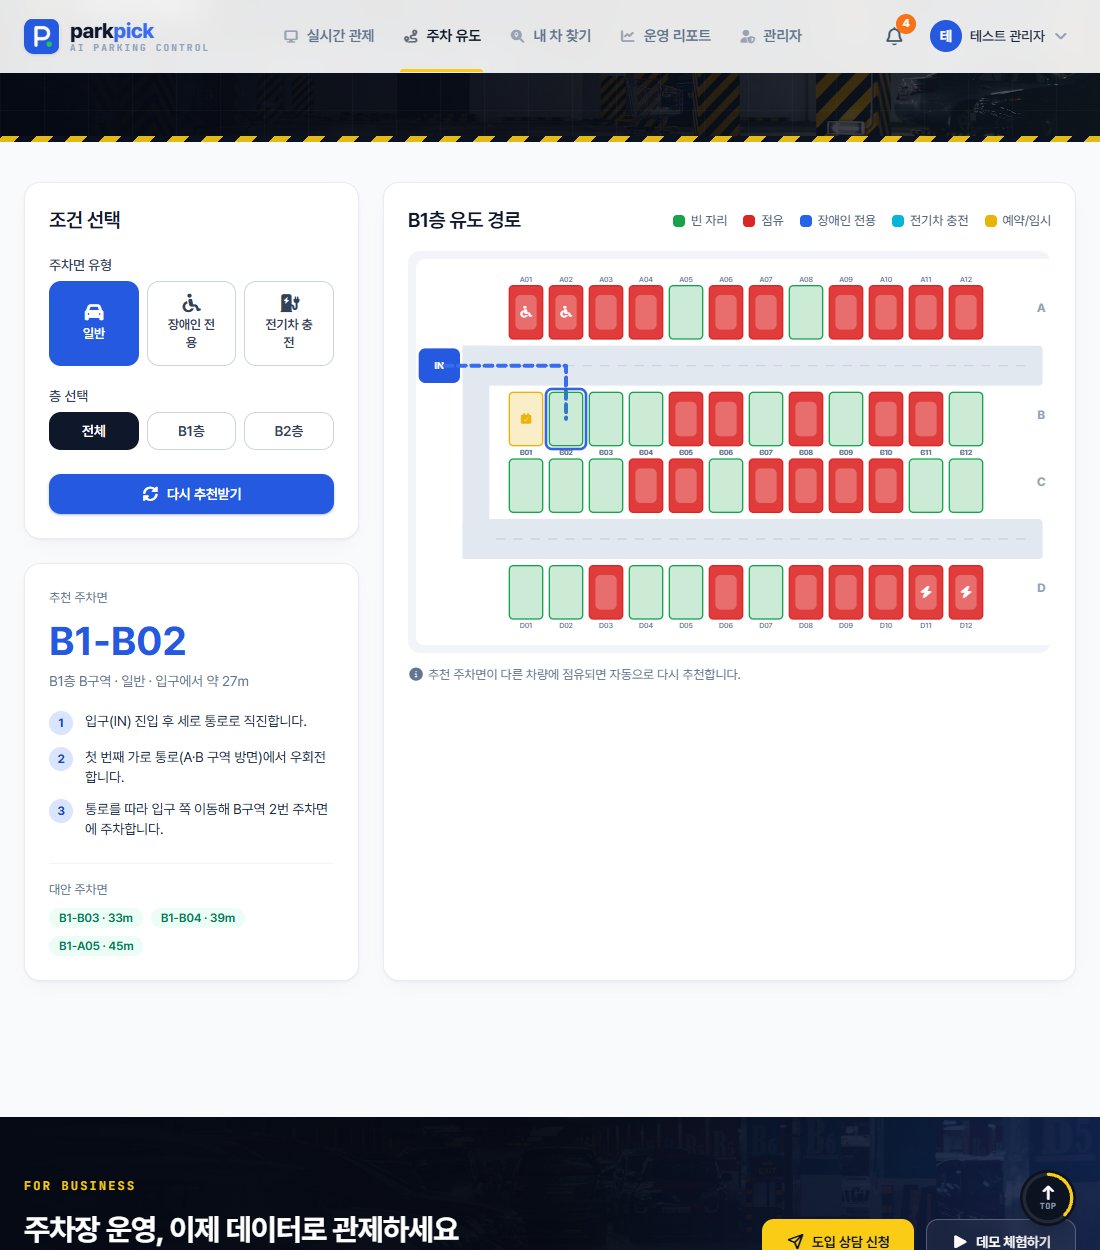 parkpick
AI PARKING CONTROL
실시간 관제
주차 유도
내 차 찾기
운영 리포트
관리자
4
테
테스트 관리자
조건 선택
주차면 유형
일반
장애인 전
용
전기차 충
전
층 선택
전체
B1층
B2층
다시 추천받기
추천 주차면
B1-B02
B1층 B구역 · 일반 · 입구에서 약 27m
1 입구(IN) 진입 후 세로 통로로 직진합니다.
2 첫 번째 가로 통로(A·B 구역 방면)에서 우회전
합니다.
3 통로를 따라 입구 쪽 이동해 B구역 2번 주차면
에 주차합니다.
대안 주차면
B1-B03 · 33m
B1-B04 · 39m
B1-A05 · 45m
B1층 유도 경로
빈 자리
점유
장애인 전용
전기차 충전
예약/임시
A01 A02 A03 A04 A05 A06 A07 A08 A09 A10 A11 A12
A
IN
B
C
D
D01 D02 D03 D04 D05 D06 D07 D08 D09 D10 D11 D12
추천 주차면이 다른 차량에 점유되면 자동으로 다시 추천합니다.
FOR BUSINESS
주차장 운영, 이제 데이터로 관제하세요
도입 상담 신청
데모 체험하기
TOP